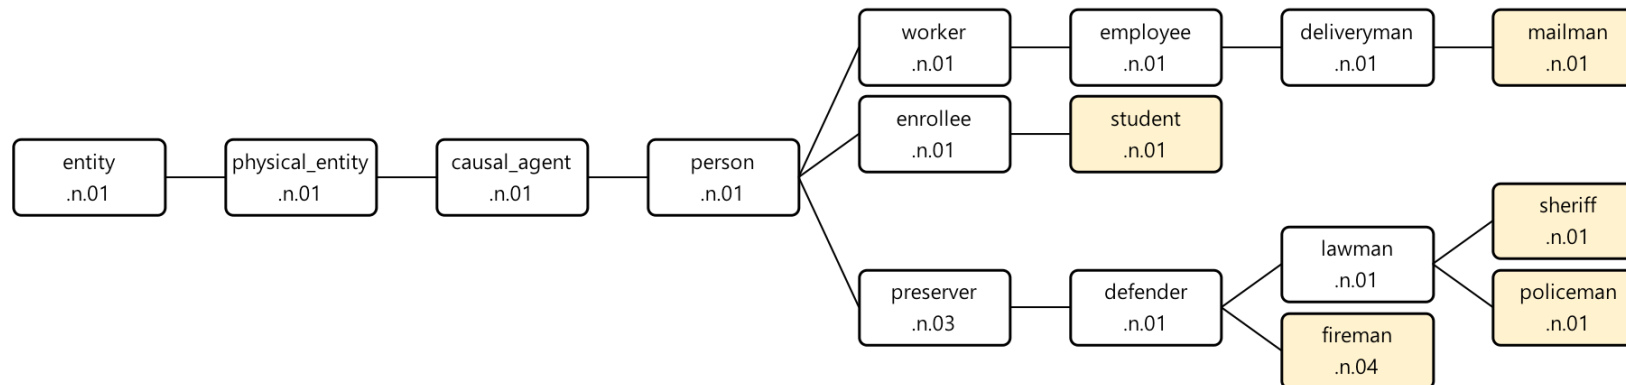 worker
.n.01
employee
.n.01
deliveryman
.n.01
mailman
.n.01
enrollee
.n.01
student
.n.01
entity
.n.01
physical_entity
.n.01
causal_agent
.n.01
person
.n.01
sheriff
.n.01
lawman
.n.01
preserver
.n.03
defender
.n.01
policeman
.n.01
fireman
.n.04